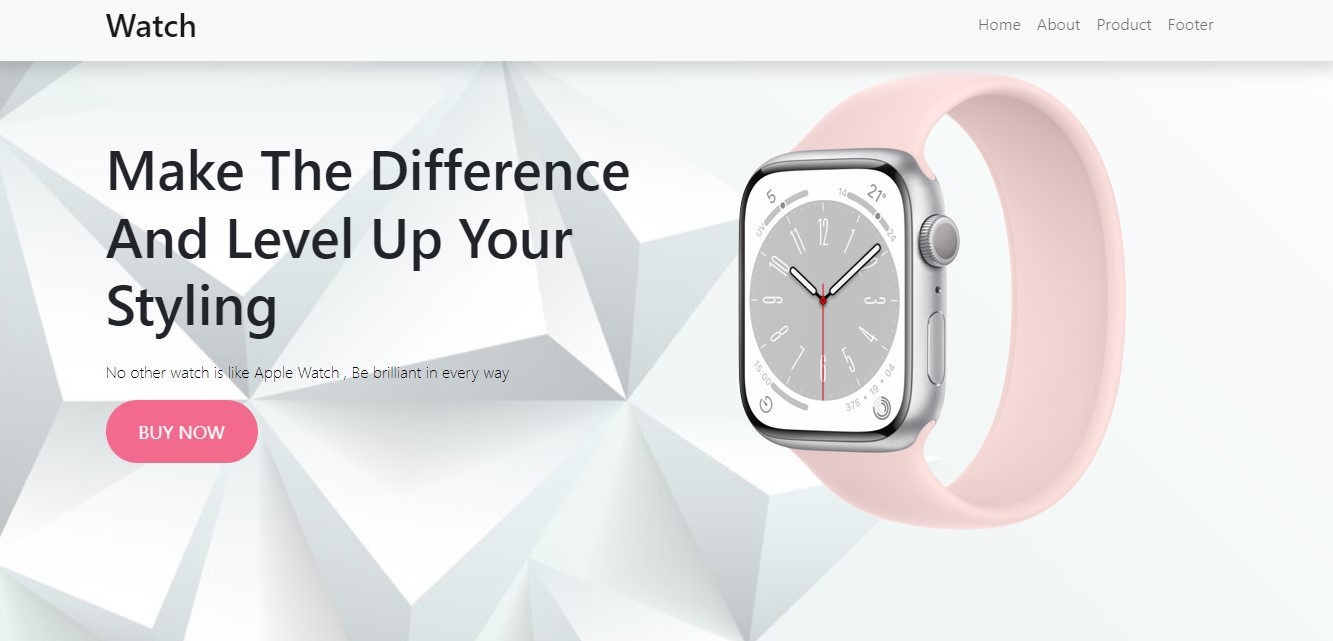 Watch
Home About Product Footer
Make The Difference
And Level Up Your
Styling
No other watch is like Apple Watch , Be brilliant in every way
BUY NOW
5
UV
14
21°
24
12
1
2
3
4
5
6
7
8
9
10
15:00
375 • 19 • 04